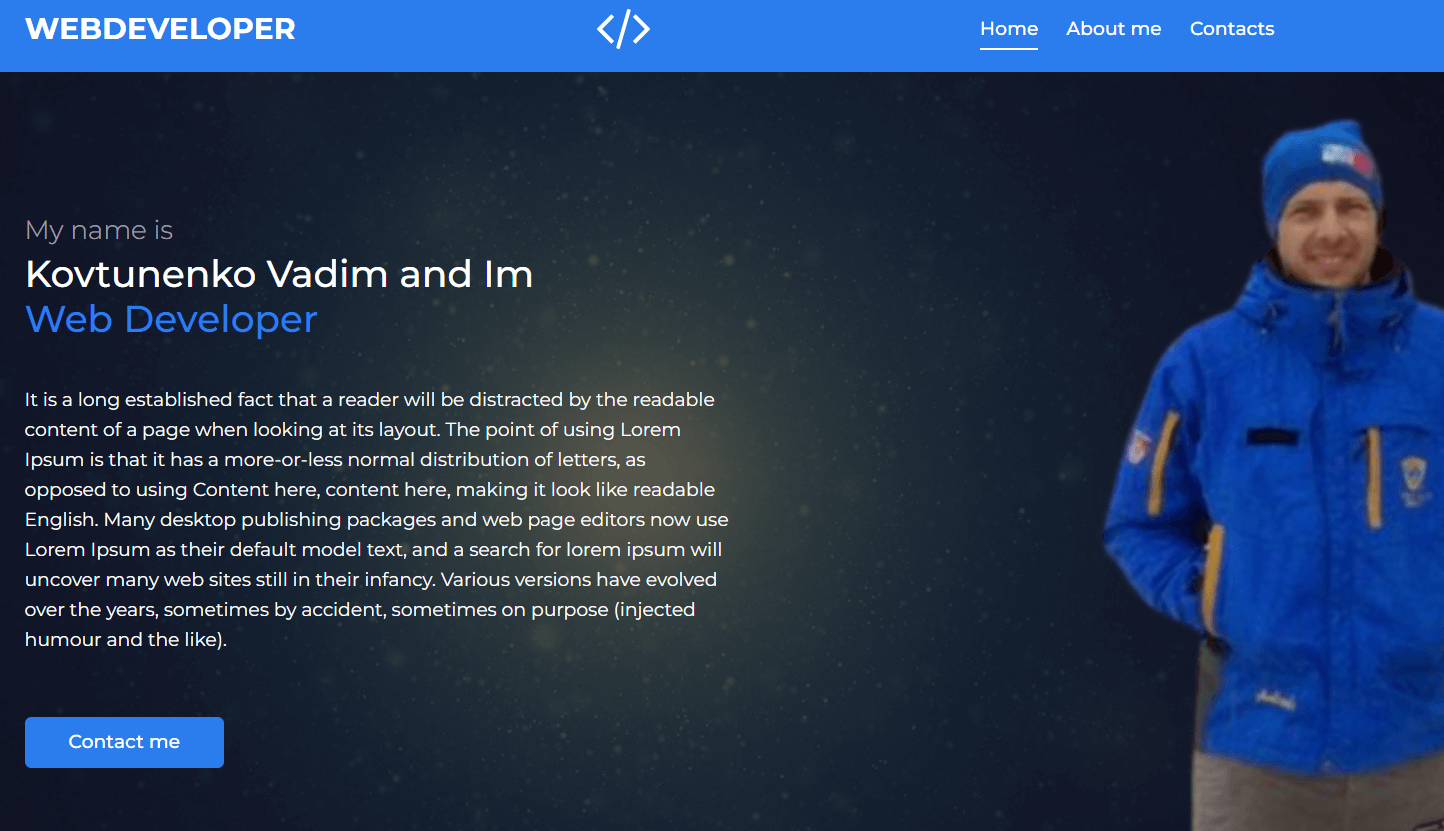 WEBDEVELOPER
</>
Home
About me
Contacts
My name is
Kovtunenko Vadim and Im
Web Developer
It is a long established fact that a reader will be distracted by the readable
content of a page when looking at its layout. The point of using Lorem
Ipsum is that it has a more-or-less normal distribution of letters, as
opposed to using Content here, content here, making it look like readable
English. Many desktop publishing packages and web page editors now use
Lorem Ipsum as their default model text, and a search for lorem ipsum will
uncover many web sites still in their infancy. Various versions have evolved
over the years, sometimes by accident, sometimes on purpose (injected
humour and the like).
Contact me